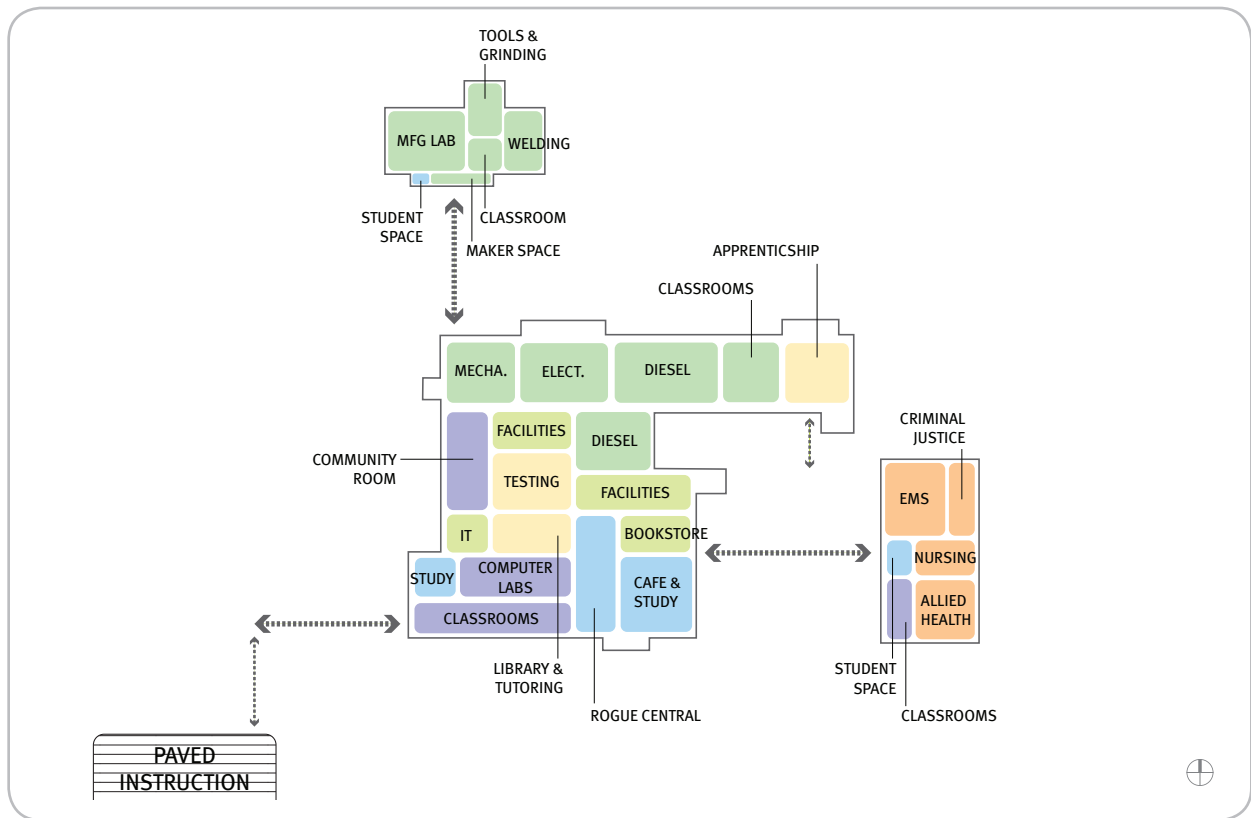 TOOLS &
GRINDING
MFG LAB
WELDING
STUDENT
SPACE
CLASSROOM
MAKER SPACE
APPRENTICSHIP
CLASSROOMS
MECHA.
ELECT.
DIESEL
CRIMINAL
JUSTICE
FACILITIES
DIESEL
COMMUNITY
ROOM
TESTING
FACILITIES
EMS
IT
BOOKSTORE
NURSING
STUDY
COMPUTER
LABS
CAFE &
STUDY
ALLIED
HEALTH
CLASSROOMS
LIBRARY &
TUTORING
STUDENT
SPACE
ROGUE CENTRAL
CLASSROOMS
PAVED
INSTRUCTION